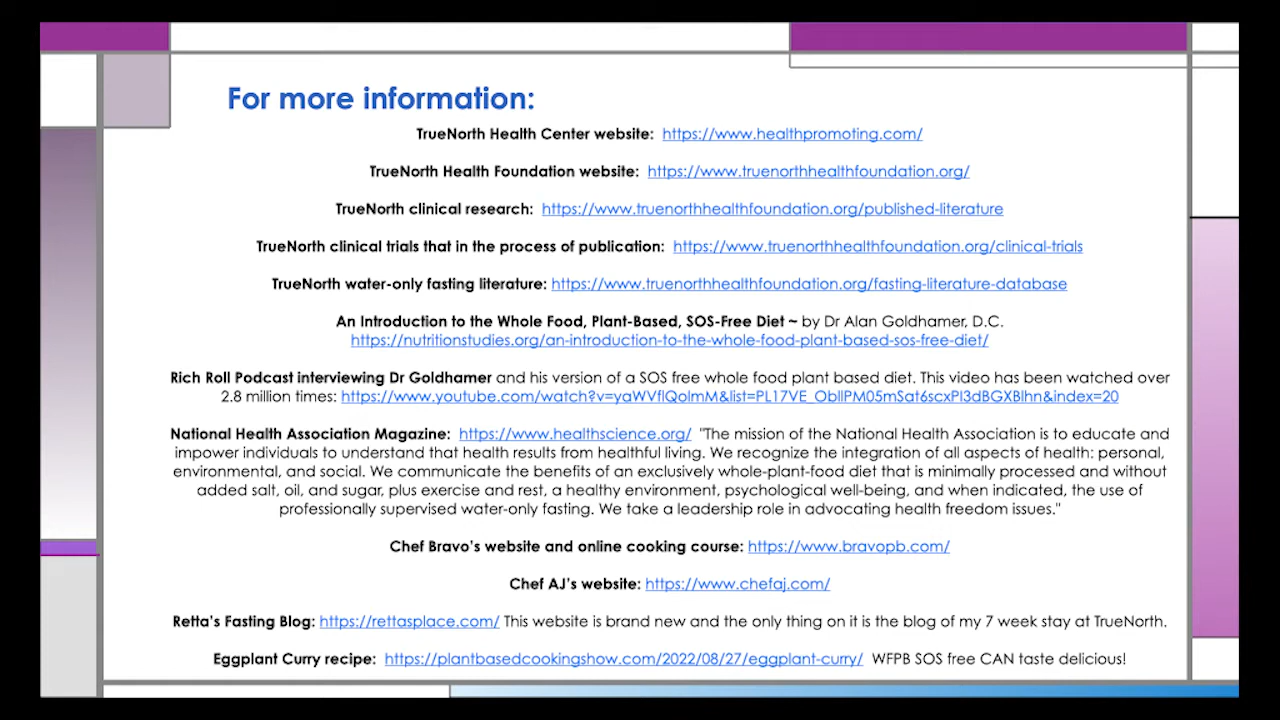 For more information:
TrueNorth Health Center website: https://www.healthpromoting.com/
TrueNorth Health Foundation website: https://www.truenorthhealthfoundation.org/
TrueNorth clinical research: https://www.truenorthhealthfoundation.org/published-literature
TrueNorth clinical trials that in the process of publication: https://www.truenorthhealthfoundation.org/clinical-trials
TrueNorth water-only fasting literature: https://www.truenorthhealthfoundation.org/fasting-literature-database
An Introduction to the Whole Food, Plant-Based, SOS-Free Diet ~ by Dr Alan Goldhamer, D.C.
https://nutritionstudies.org/an-introduction-to-the-whole-food-plant-based-sos-free-diet/
Rich Roll Podcast interviewing Dr Goldhamer and his version of a SOS free whole food plant based diet. This video has been watched over
2.8 million times: https://www.youtube.com/watch?v=yaWVflQolmM&list=PL17VE_ObllPM05mSat6scxPl3dBGXBlhn&index=20
National Health Association Magazine: https://www.healthscience.org/ "The mission of the National Health Association is to educate and
impower individuals to understand that health results from healthful living. We recognize the integration of all aspects of health: personal,
environmental, and social. We communicate the benefits of an exclusively whole-plant-food diet that is minimally processed and without
added salt, oil, and sugar, plus exercise and rest, a healthy environment, psychological well-being, and when indicated, the use of
professionally supervised water-only fasting. We take a leadership role in advocating health freedom issues."
Chef Bravo's website and online cooking course: https://www.bravopb.com/
Chef AJ's website: https://www.chefaj.com/
Retta's Fasting Blog: https://rettasplace.com/ This website is brand new and the only thing on it is the blog of my 7 week stay at TrueNorth.
Eggplant Curry recipe: https://plantbasedcookingshow.com/2022/08/27/eggplant-curry/ WFPB SOS free CAN taste delicious!